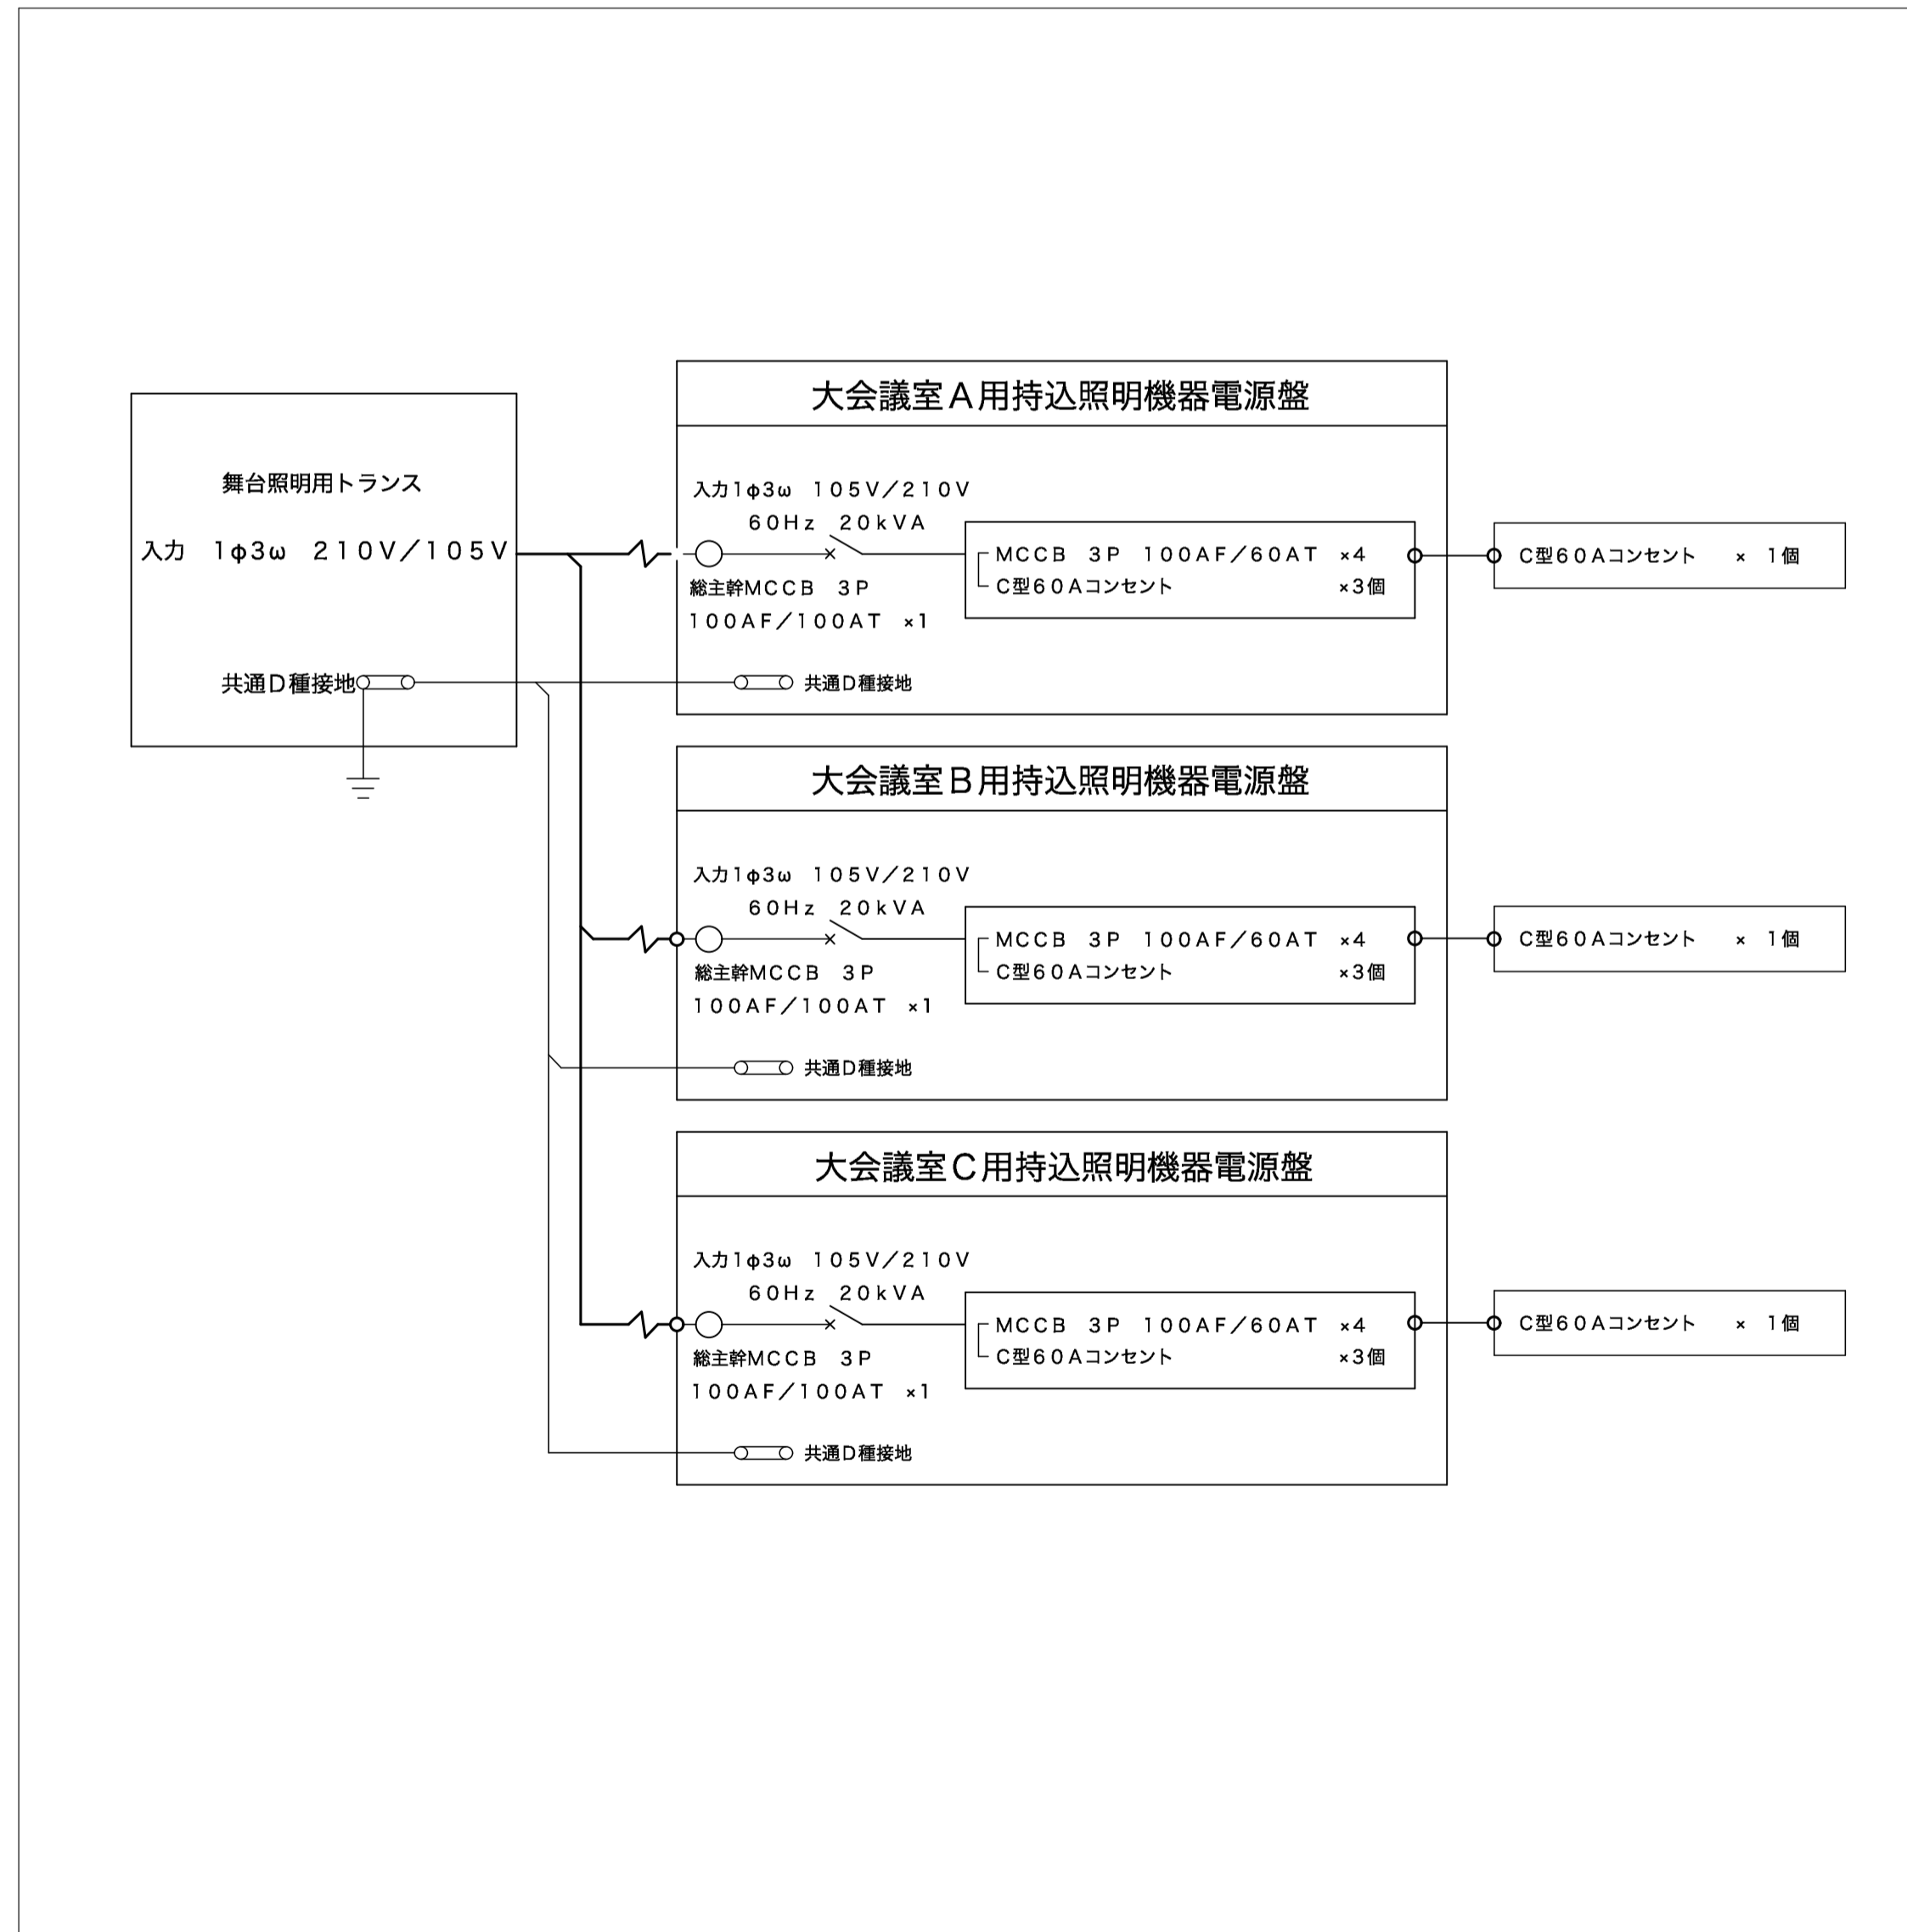 舞台照明用トランス
入力　1φ3ω　２１０Ｖ／１０５Ｖ
共通Ｄ種接地
大会議室Ａ用持込照明機器電源盤
入力1φ3ω　１０５Ｖ／２１０Ｖ
６０Ｈｚ　２０ｋＶＡ
総主幹ＭＣＣＢ　３Ｐ
１００ＡＦ／１００ＡＴ　×1
ＭＣＣＢ　３Ｐ　１００ＡＦ／６０ＡＴ　×4
Ｃ型６０Ａコンセント　×３個
共通Ｄ種接地
Ｃ型６０Ａコンセント　×　１個
大会議室Ｂ用持込照明機器電源盤
入力1φ3ω　１０５Ｖ／２１０Ｖ
６０Ｈｚ　２０ｋＶＡ
総主幹ＭＣＣＢ　３Ｐ
１００ＡＦ／１００ＡＴ　×1
ＭＣＣＢ　３Ｐ　１００ＡＦ／６０ＡＴ　×4
Ｃ型６０Ａコンセント　×３個
共通Ｄ種接地
Ｃ型６０Ａコンセント　×　１個
大会議室Ｃ用持込照明機器電源盤
入力1φ3ω　１０５Ｖ／２１０Ｖ
６０Ｈｚ　２０ｋＶＡ
総主幹ＭＣＣＢ　３Ｐ
１００ＡＦ／１００ＡＴ　×1
ＭＣＣＢ　３Ｐ　１００ＡＦ／６０ＡＴ　×4
Ｃ型６０Ａコンセント　×３個
共通Ｄ種接地
Ｃ型６０Ａコンセント　×　１個